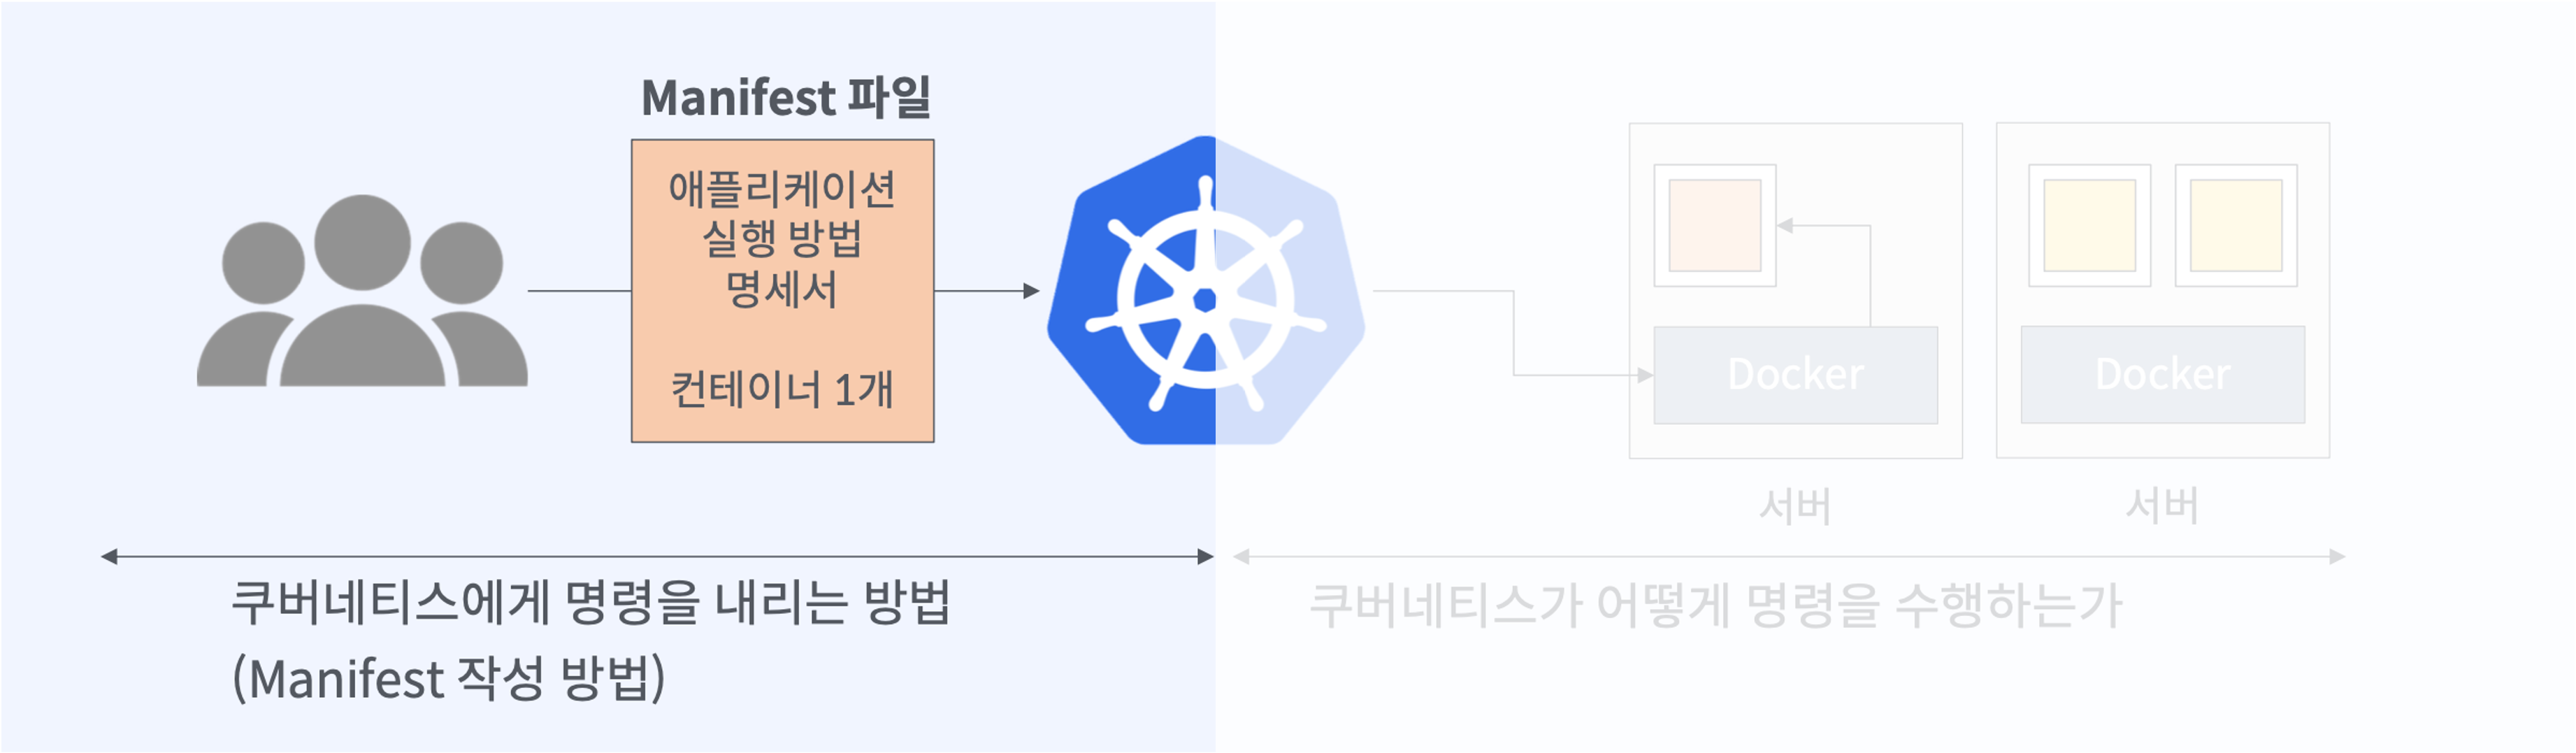 Manifest 파일
애플리케이션
실행 방법
명세서
컨테이너 1개
Docker
Docker
서버
서버
쿠버네티스에게 명령을 내리는 방법
(Manifest 작성 방법)
쿠버네티스가 어떻게 명령을 수행하는가